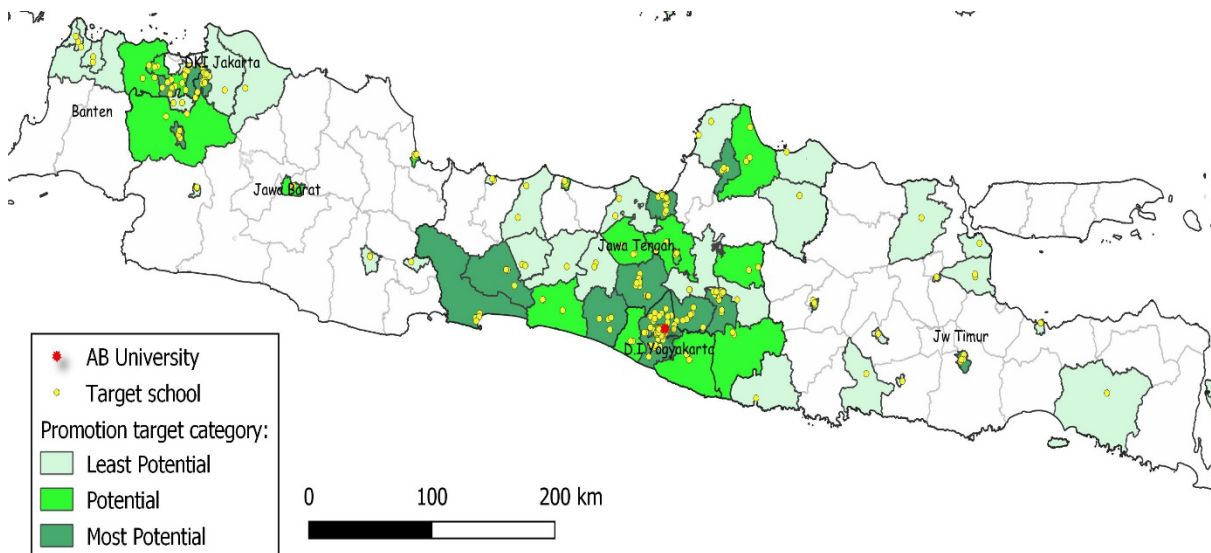 DKI Jakarta
Banten
Jawa Barat
Jawa Tengah
D.I.Yogyakarta
Jw Timur
AB University
Target school
Promotion target category:
Least Potential
Potential
Most Potential
0 100 200 km